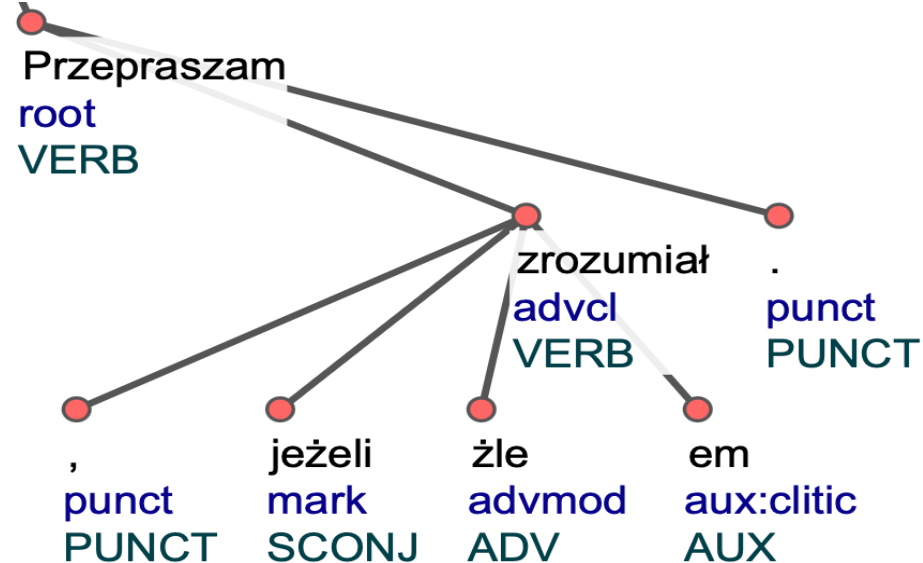 Przepraszam
root
VERB
zrozumiał .
advcl punct
VERB PUNCT
, jeżeli żle em
punct mark advmod aux:clitic
PUNCT SCONJ ADV AUX